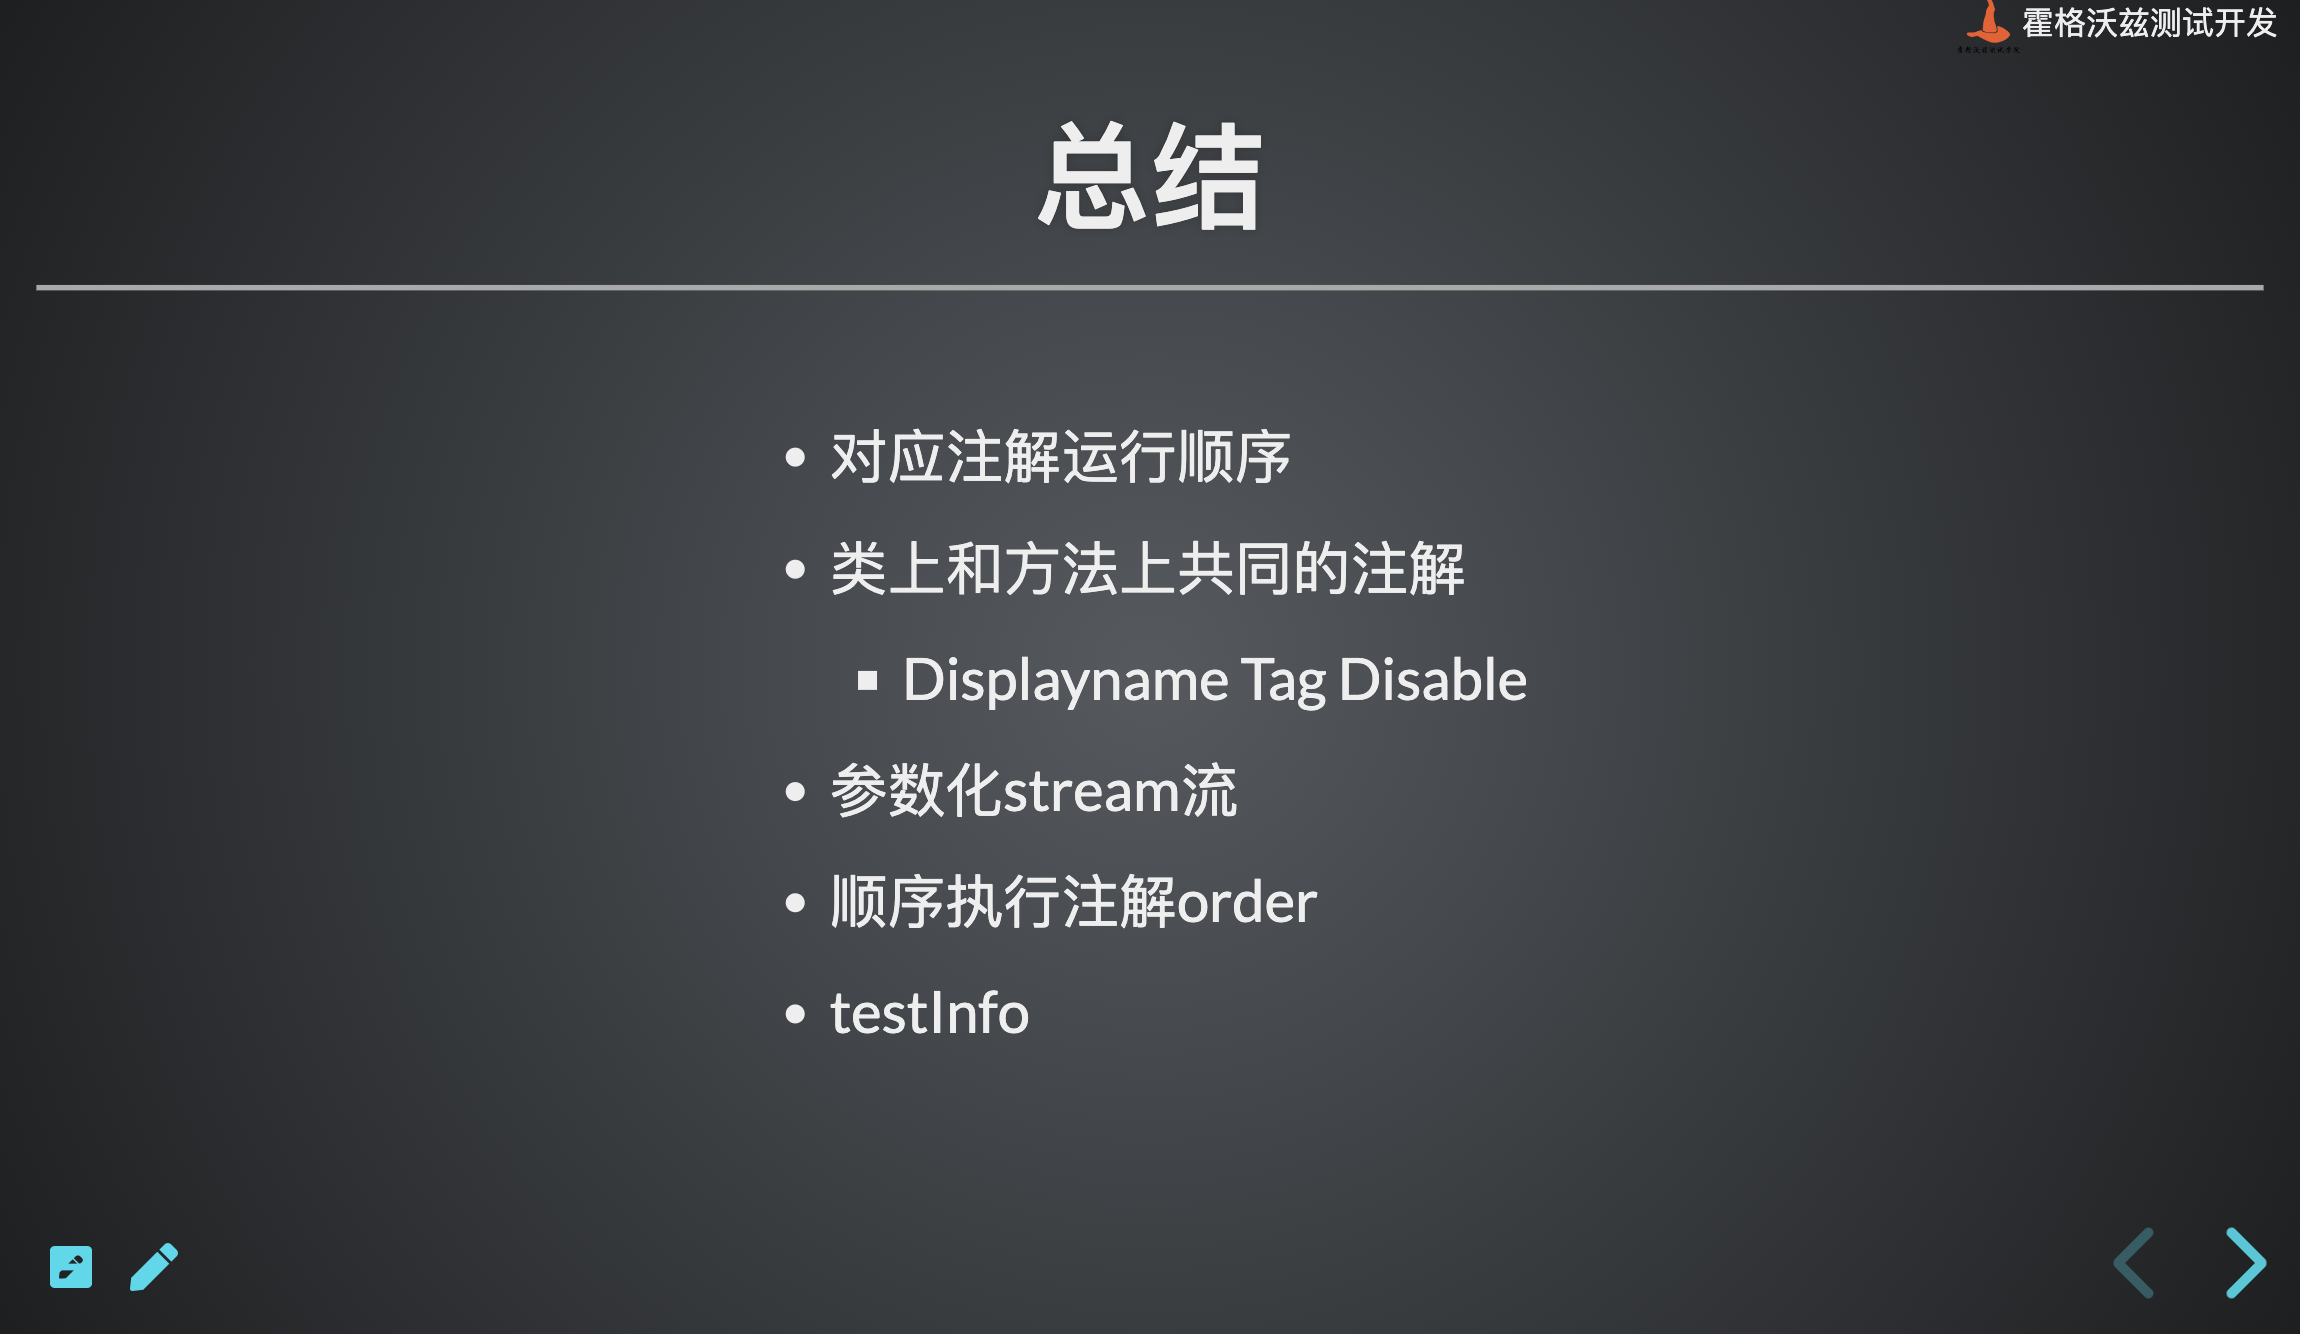 霍格沃兹测试开发
总结
对应注解运行顺序
类上和方法上共同的注解
Displayname Tag Disable
参数化stream流
顺序执行注解order
testInfo